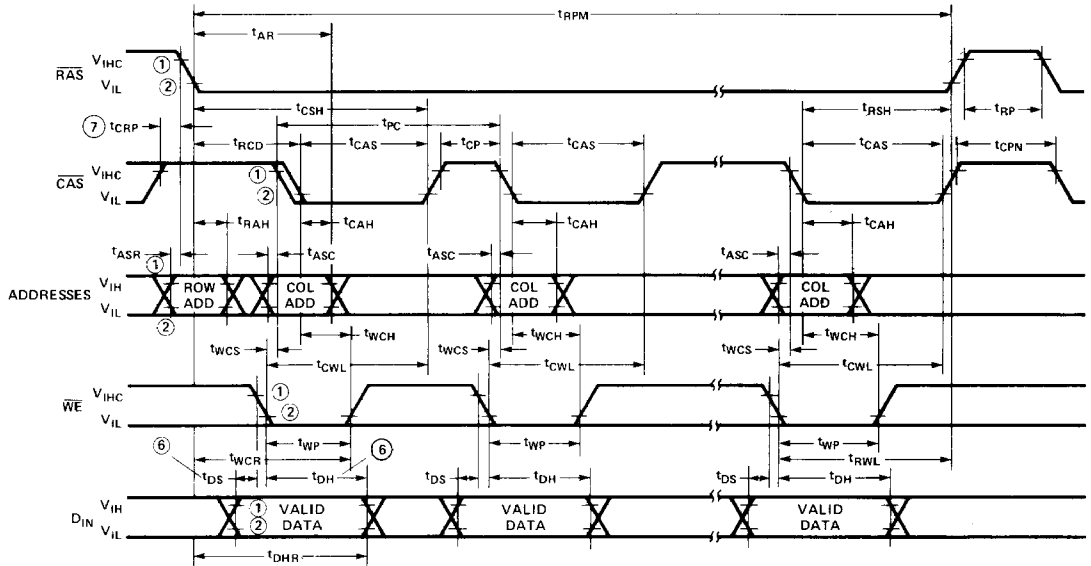 tRPM
tAR
RAS
VIHC
VIL
①
②
tCSH
tRSH
tRP
tPC
⑦ tCRP
tRCD
tCAS
tCP
tCAS
tCAS
tCPN
CAS
VIHC
VIL
①
②
tRAH
tCAH
tCAH
tCAH
tASR
tASC
tASC
tASC
①
ADDRESSES
VIH
VIL
②
ROW ADD
COL ADD
COL ADD
COL ADD
tWCH
tWCH
tWCH
tWCS
tWCS
tWCS
tCWL
tCWL
tCWL
WE
VIHC
VIL
①
②
tWP
tWP
tWP
⑥
tWCR
⑥
tRWL
tDS
tDH
tDS
tDH
tDS
tDH
DIN
VIH
VIL
①
②
VALID DATA
VALID DATA
VALID DATA
tDHR